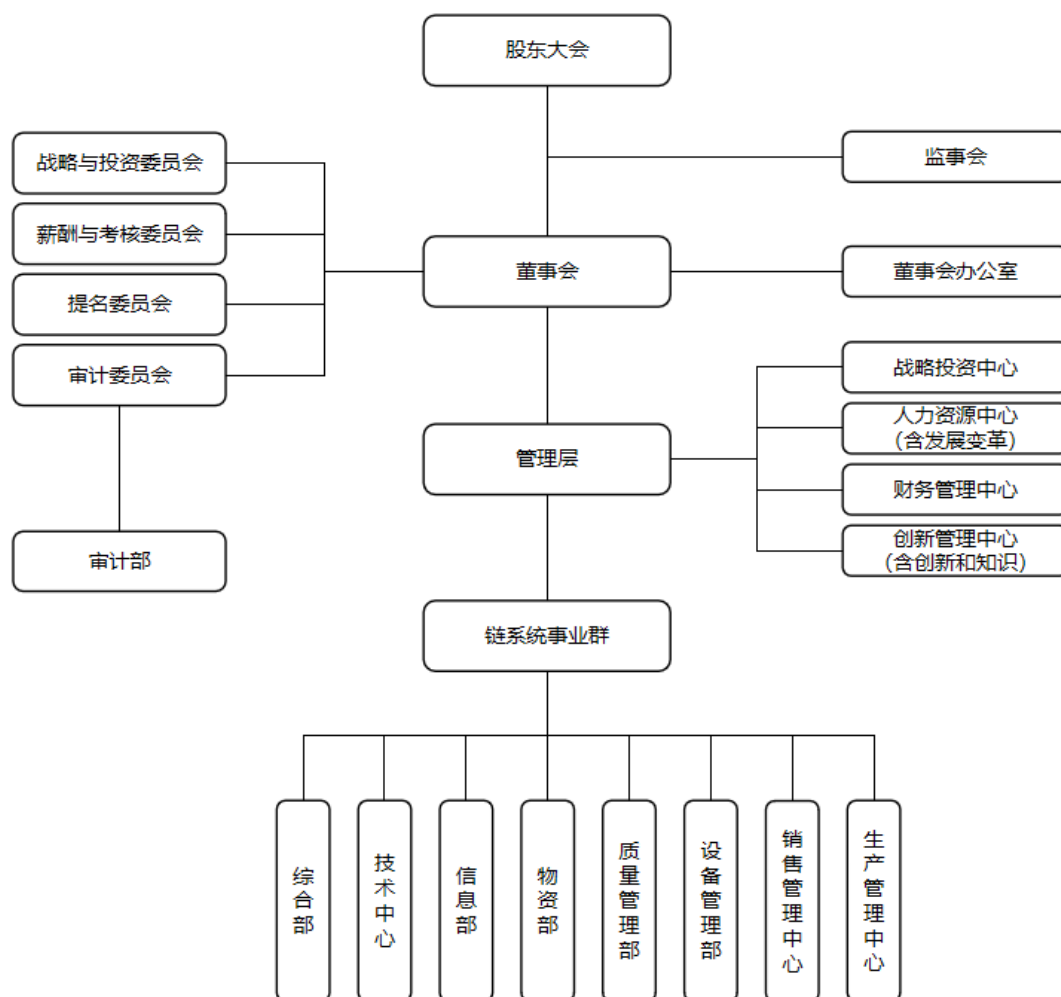 股东大会
战略与投资委员会
监事会
薪酬与考核委员会
董事会
董事会办公室
提名委员会
审计委员会
战略投资中心
人力资源中心
（含发展变革）
管理层
财务管理中心
审计部
创新管理中心
（含创新和知识）
链系统事业群
综合部
技术中心
信息部
物资部
质量管理部
设备管理部
销售管理中心
生产管理中心